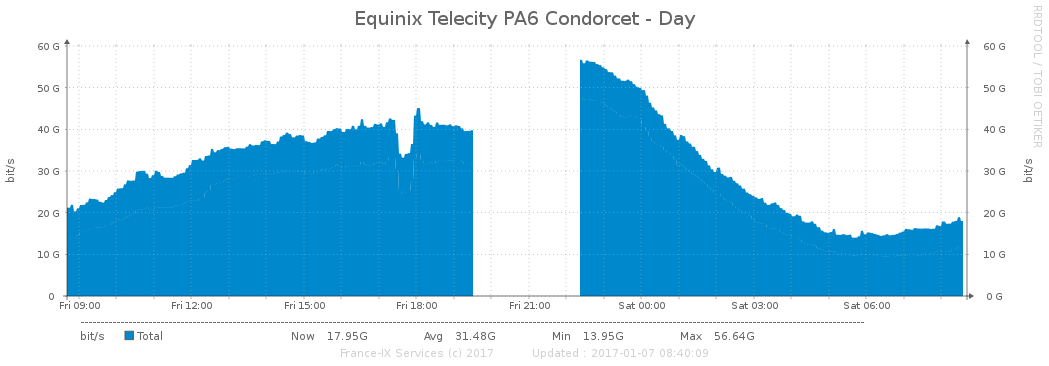 Equinix Telecity PA6 Condorcet - Day
RRDTOOL / TOBI OETIKER
60 G 60 G
50 G 50 G
40 G 40 G
30 G 30 G
20 G 20 G
10 G 10 G
0 0 G
bit/s bit/s
Fri 09:00 Fri 12:00 Fri 15:00 Fri 18:00 Fri 21:00 Sat 00:00 Sat 03:00 Sat 06:00
bit/s Total Now 17.95G Avg 31.48G Min 13.95G Max 56.64G
France-IX Services (c) 2017 Updated : 2017-01-07 08:40:09